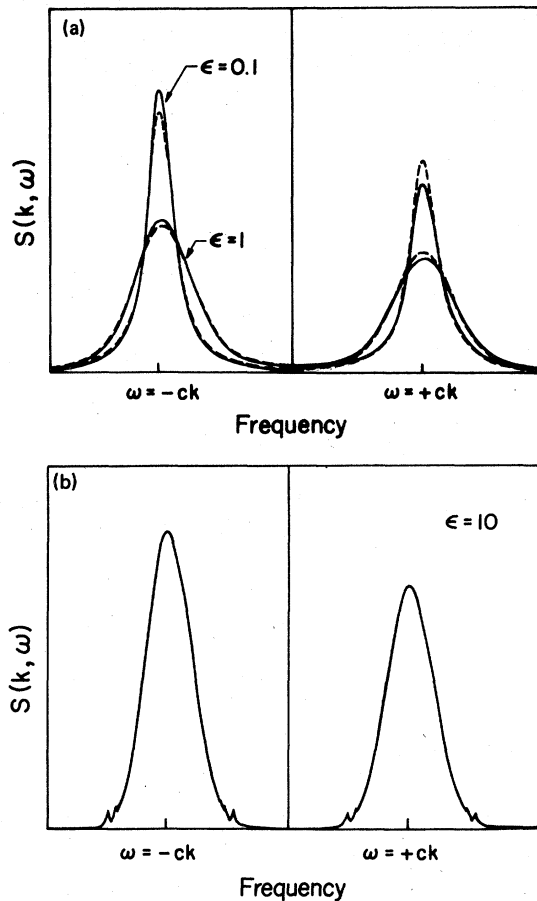 (a)
ϵ=0.1
ϵ=1
S(k, ω)
ω = -ck
ω = +ck
Frequency
(b)
ϵ=10
S(k, ω)
ω = -ck
ω = +ck
Frequency